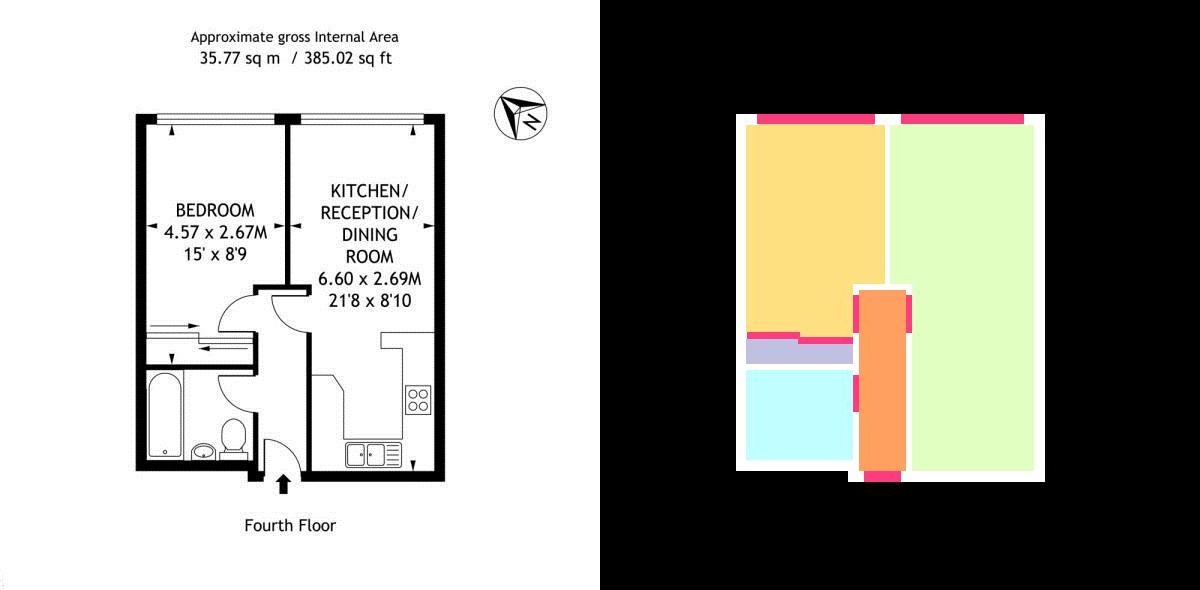 Approximate gross Internal Area
35.77 sq m / 385.02 sq ft
N
KITCHEN/
RECEPTION/
DINING
ROOM
6.60 x 2.69M
21'8 x 8'10
BEDROOM
4.57 x 2.67M
15' x 8'9
Fourth Floor